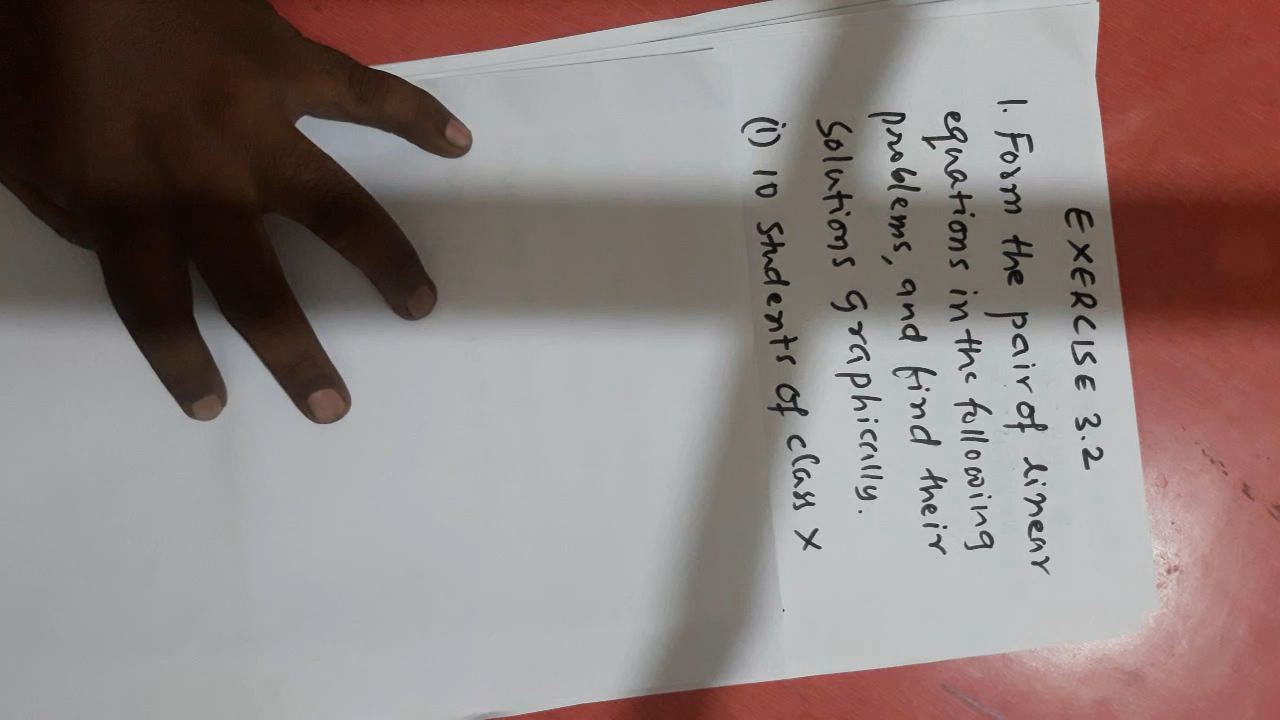 EXERCISE 3.2
1. Form the pair of linear
equations in the following
problems, and find their
Solutions graphically.
(i) 10 students of class X